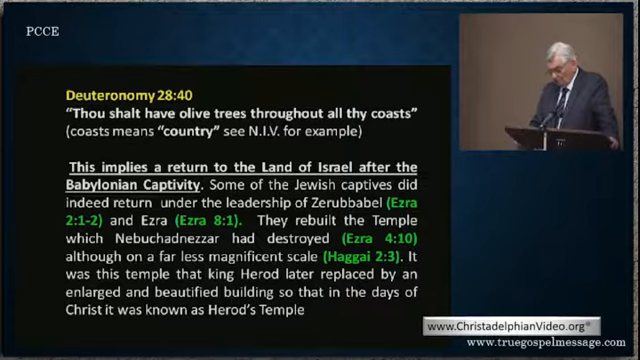 PCCE
Deuteronomy 28:40
“Thou shalt have olive trees throughout all thy coasts”
(coasts means “country” see N.I.V. for example)
This implies a return to the Land of Israel after the
Babylonian Captivity. Some of the Jewish captives did
indeed return under the leadership of Zerubbabel (Ezra
2:1-2) and Ezra (Ezra 8:1). They rebuilt the Temple
which Nebuchadnezzar had destroyed (Ezra 4:10)
although on a far less magnificent scale (Haggai 2:3). It
was this temple that king Herod later replaced by an
enlarged and beautified building so that in the days of
Christ it was known as Herod’s Temple
www.ChristadelphianVideo.org®
www.truegospelmessage.com